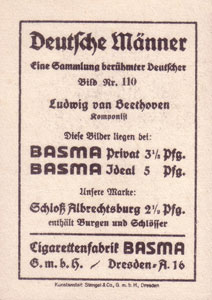 Deutsche Männer
Eine Sammlung berühmter Deutscher
Bild Nr. 110
Ludwig van Beethoven
Komponist
Diese Bilder liegen bei:
BASMA Privat 3⅓ Pfg.
BASMA Ideal 5 Pfg.
Unsere Marke:
Schloß Albrechtsburg 2½ Pfg.
enthält Burgen und Schlösser
Cigarettenfabrik BASMA
G. m. b. H. / Dresden-A. 16
Kunstanstalt Stengel & Co., G. m. b. H., Dresden